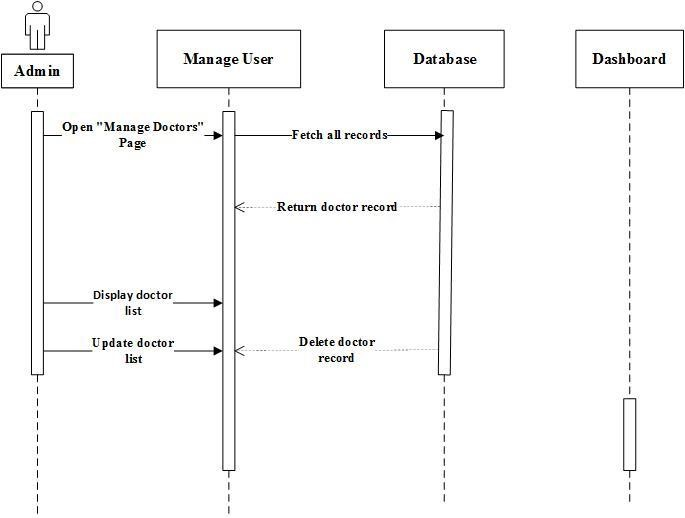 Admin
Manage User
Database
Dashboard
Open "Manage Doctors"
Page
Fetch all records
Return doctor record
Display doctor
list
Update doctor
list
Delete doctor
record